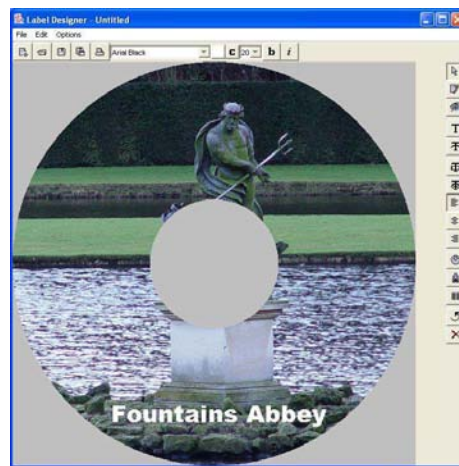 Label Designer - Untitled
File Edit Options
Arial Black C 20 b i
T
Fountains Abbey